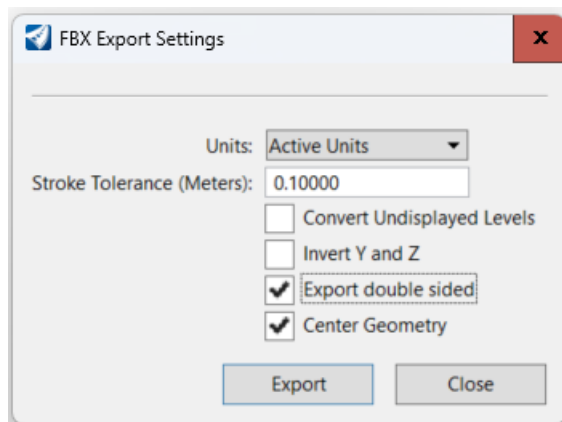 FBX Export Settings
x
Units: Active Units
Stroke Tolerance (Meters): 0.10000
Convert Undisplayed Levels
Invert Y and Z
Export double sided
Center Geometry
Export Close